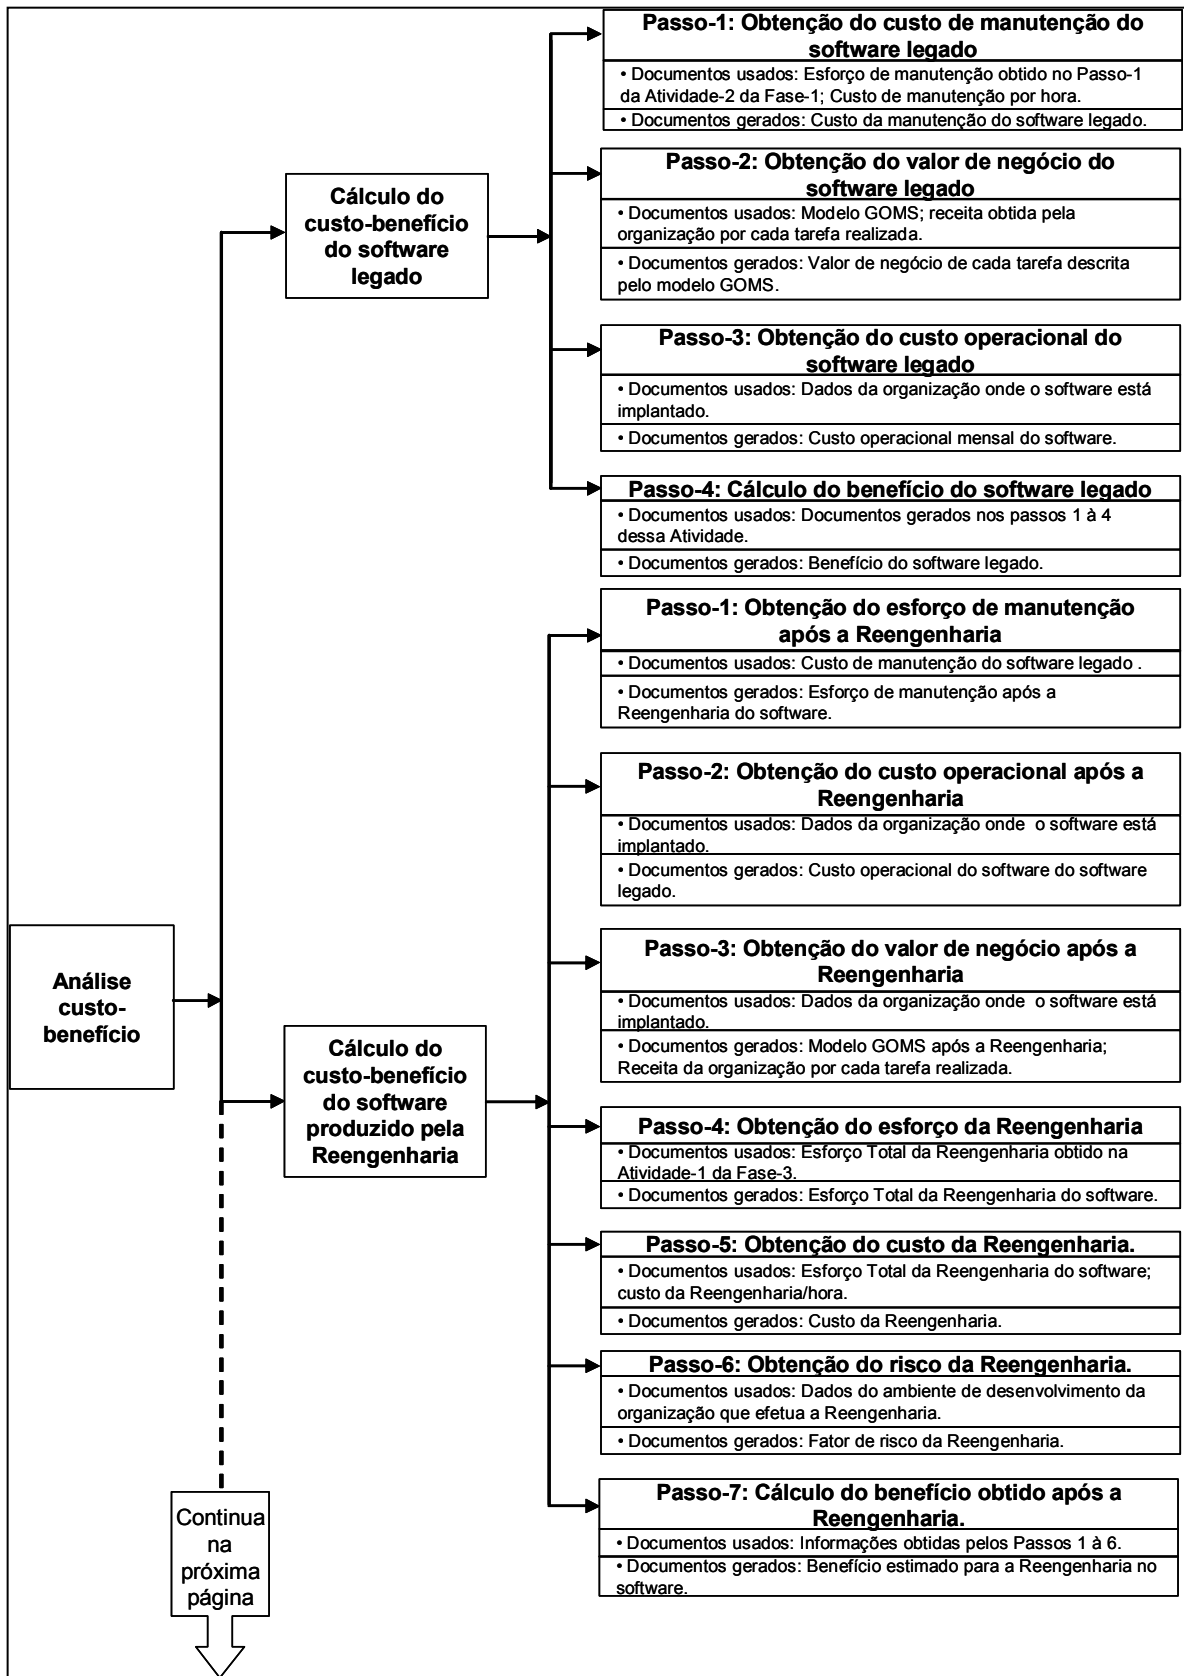 Passo-1: Obtenção do custo de manutenção do
software legado
• Documentos usados: Esforço de manutenção obtido no Passo-1
da Atividade-2 da Fase-1; Custo de manutenção por hora.
• Documentos gerados: Custo da manutenção do software legado.
Passo-2: Obtenção do valor de negócio do
software legado
• Documentos usados: Modelo GOMS; receita obtida pela
organização por cada tarefa realizada.
• Documentos gerados: Valor de negócio de cada tarefa descrita
pelo modelo GOMS.
Cálculo do
custo-benefício
do software
legado
Passo-3: Obtenção do custo operacional do
software legado
• Documentos usados: Dados da organização onde o software está
implantado.
• Documentos gerados: Custo operacional mensal do software.
Passo-4: Cálculo do benefício do software legado
• Documentos usados: Documentos gerados nos passos 1 à 4
dessa Atividade.
• Documentos gerados: Benefício do software legado.
Passo-1: Obtenção do esforço de manutenção
após a Reengenharia
• Documentos usados: Custo de manutenção do software legado .
• Documentos gerados: Esforço de manutenção após a
Reengenharia do software.
Passo-2: Obtenção do custo operacional após a
Reengenharia
• Documentos usados: Dados da organização onde o software está
implantado.
• Documentos gerados: Custo operacional do software do software
legado.
Análise
custo-
benefício
Passo-3: Obtenção do valor de negócio após a
Reengenharia
• Documentos usados: Dados da organização onde o software está
implantado.
• Documentos gerados: Modelo GOMS após a Reengenharia;
Receita da organização por cada tarefa realizada.
Cálculo do
custo-benefício
do software
produzido pela
Reengenharia
Passo-4: Obtenção do esforço da Reengenharia
• Documentos usados: Esforço Total da Reengenharia obtido na
Atividade-1 da Fase-3.
• Documentos gerados: Esforço Total da Reengenharia do software.
Passo-5: Obtenção do custo da Reengenharia.
• Documentos usados: Esforço Total da Reengenharia do software;
custo da Reengenharia/hora.
• Documentos gerados: Custo da Reengenharia.
Passo-6: Obtenção do risco da Reengenharia.
• Documentos usados: Dados do ambiente de desenvolvimento da
organização que efetua a Reengenharia.
• Documentos gerados: Fator de risco da Reengenharia.
Passo-7: Cálculo do benefício obtido após a
Reengenharia.
• Documentos usados: Informações obtidas pelos Passos 1 à 6.
• Documentos gerados: Benefício estimado para a Reengenharia no
software.
Continua
na
próxima
página